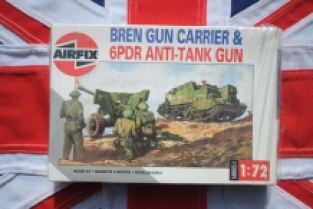 AIRFIX
BREN GUN CARRIER &
6PDR ANTI-TANK GUN
1:72